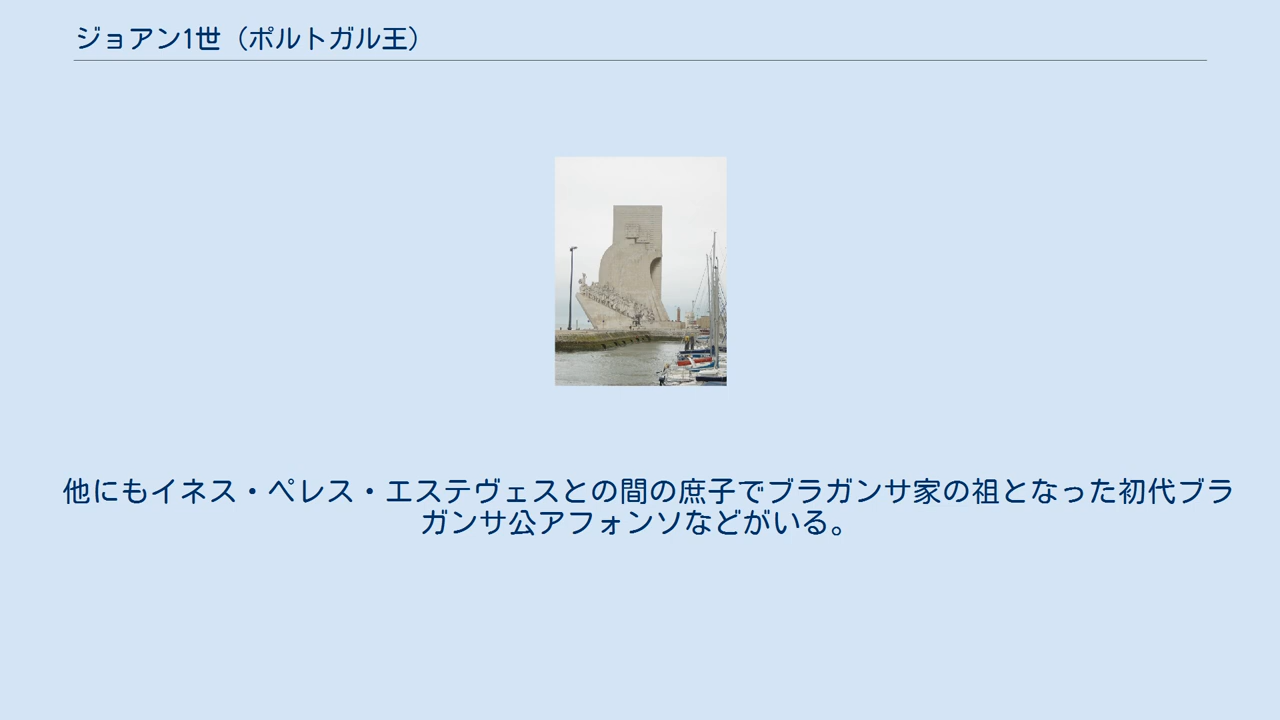 ジョアン1世（ポルトガル王）
他にもイネス・ペレス・エステヴェスとの間の庶子でブラガンサ家の祖となった初代ブラ
ガンサ公アフォンソなどがいる。